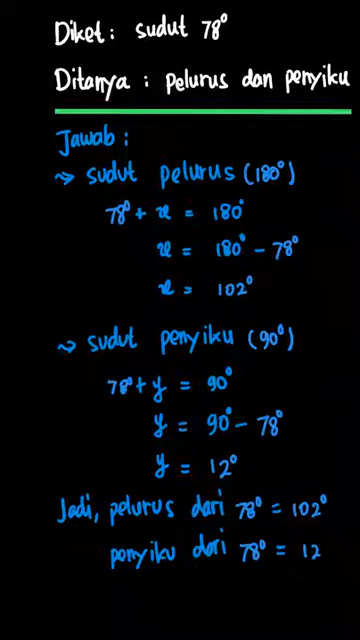 Diket : sudut 78°
Ditanya : pelurus dan penyiku
Jawab :
~> sudut pelurus (180°)
78° + x = 180°
x = 180° - 78°
x = 102°
~> sudut penyiku (90°)
78° + y = 90°
y = 90° - 78°
y = 12°
Jadi, pelurus dari 78° = 102°
penyiku dari 78° = 12